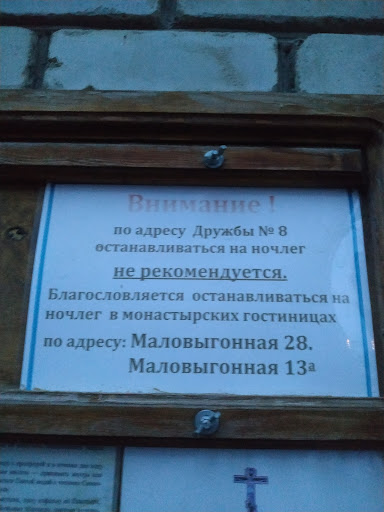 Внимание !
по адресу Дружбы № 8
останавливаться на ночлег
не рекомендуется.
Благословляется останавливаться на
ночлег в монастырских гостиницах
по адресу: Маловыгонная 28.
Маловыгонная 13а